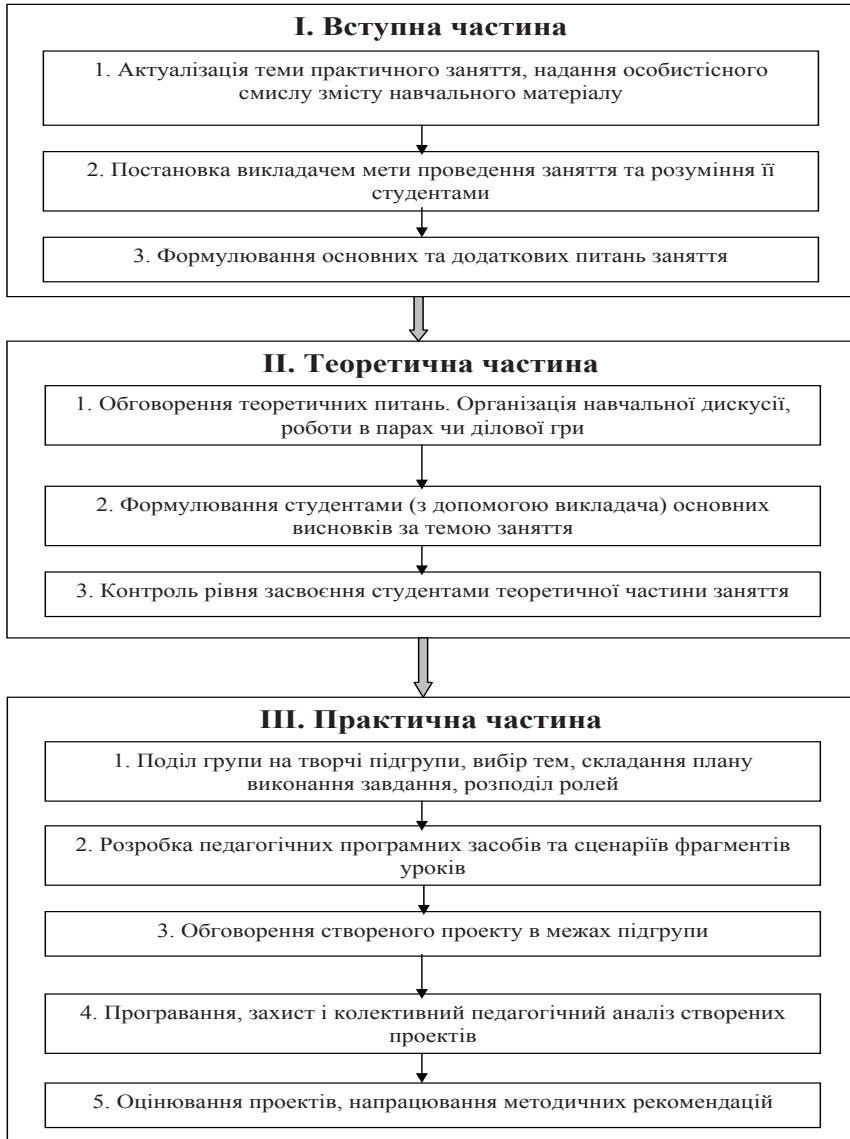 I. Вступна частина
1. Актуалізація теми практичного заняття, надання особистісного
смислу змісту навчального матеріалу
2. Постановка викладачем мети проведення заняття та розуміння її
студентами
3. Формулювання основних та додаткових питань заняття
II. Теоретична частина
1. Обговорення теоретичних питань. Організація навчальної дискусії,
роботи в парах чи ділової гри
2. Формулювання студентами (з допомогою викладача) основних
висновків за темою заняття
3. Контроль рівня засвоєння студентами теоретичної частини заняття
III. Практична частина
1. Поділ групи на творчі підгрупи, вибір тем, складання плану
виконання завдання, розподіл ролей
2. Розробка педагогічних програмних засобів та сценаріїв фрагментів
уроків
3. Обговорення створеного проекту в межах підгрупи
4. Програвання, захист і колективний педагогічний аналіз створених
проектів
5. Оцінювання проектів, напрацювання методичних рекомендацій